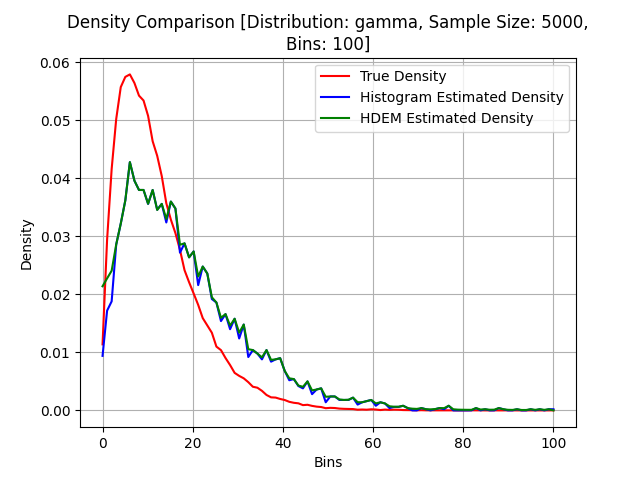 Density Comparison [Distribution: gamma, Sample Size: 5000,
Bins: 100]
True Density
Histogram Estimated Density
HDEM Estimated Density
Density
0.06
0.05
0.04
0.03
0.02
0.01
0.00
0 20 40 60 80 100
Bins